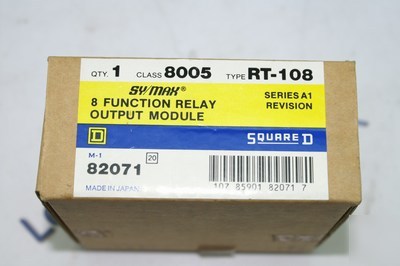 QTY. 1 CLASS 8005 TYPE RT-108
SY/MAX®
8 FUNCTION RELAY
OUTPUT MODULE
SERIES A1
REVISION
D
SQUARE D
M-1
82071 20
MADE IN JAPAN
107 85901 82071 7